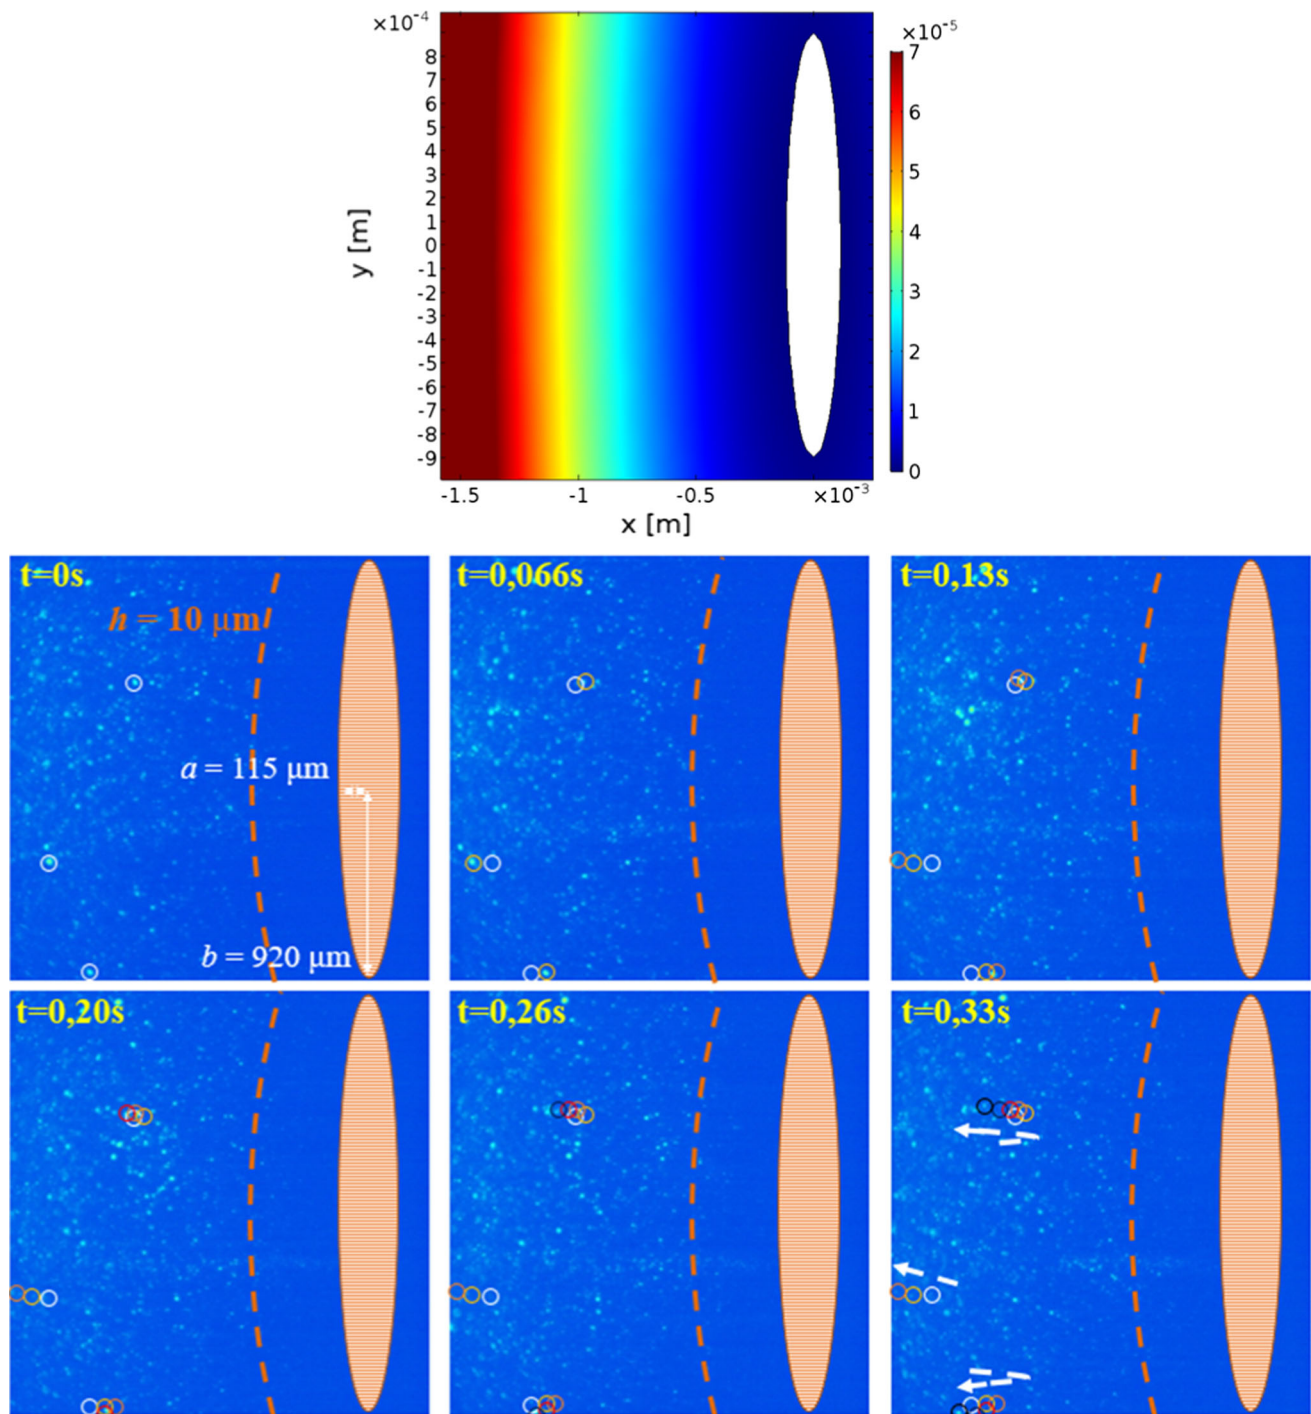 ×10⁻⁴
×10⁻⁵
8
7
6
5
4
3
2
1
0
-1
-2
-3
-4
-5
-6
-7
-8
-9
y [m]
7
6
5
4
3
2
1
0
-1.5 -1 -0.5 ×10⁻³
x [m]
t=0s
h = 10 μm
a = 115 μm
b = 920 μm
t=0,066s
t=0,13s
t=0,20s
t=0,26s
t=0,33s